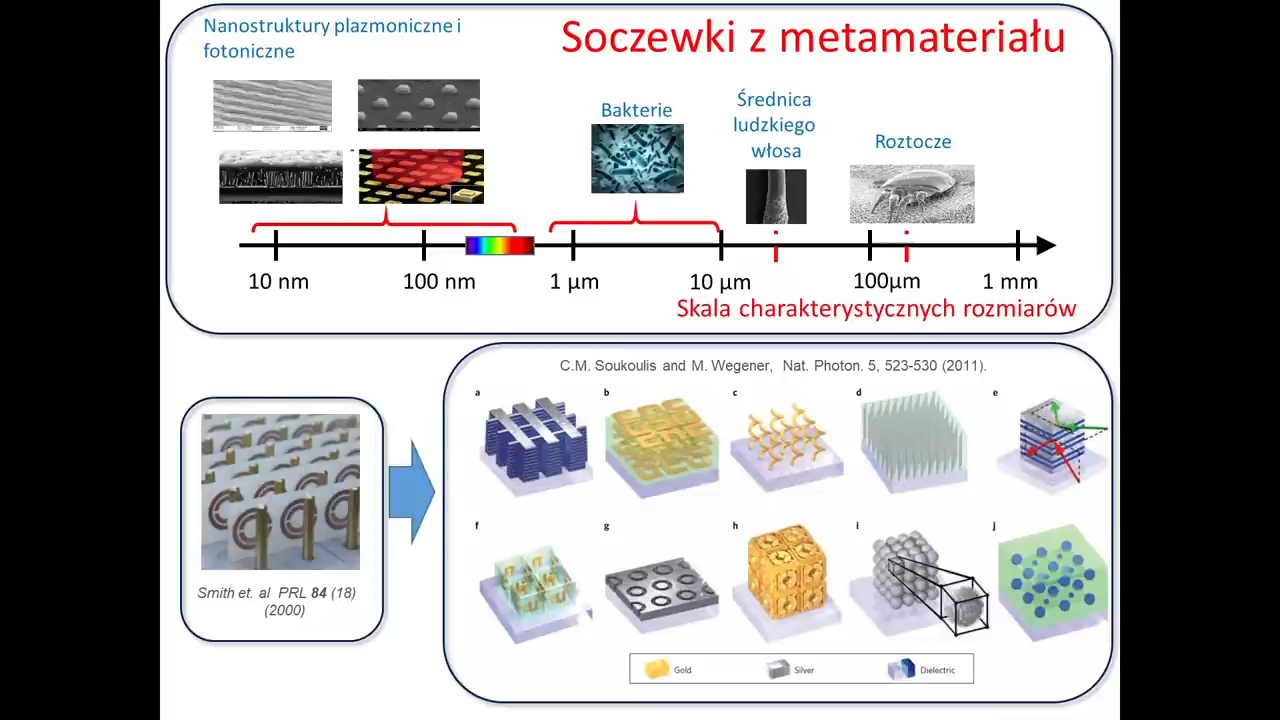 Nanostruktury plazmoniczne i
fotoniczne
Soczewki z metamateriału
Bakterie
Średnica
ludzkiego
włosa
Roztocze
10 nm
100 nm
1 µm
10 µm
100µm
1 mm
Skala charakterystycznych rozmiarów
C.M. Soukoulis and M. Wegener, Nat. Photon. 5, 523-530 (2011).
a
b
c
d
e
f
g
h
i
j
Smith et. al PRL 84 (18)
(2000)
Gold
Silver
Dielectric